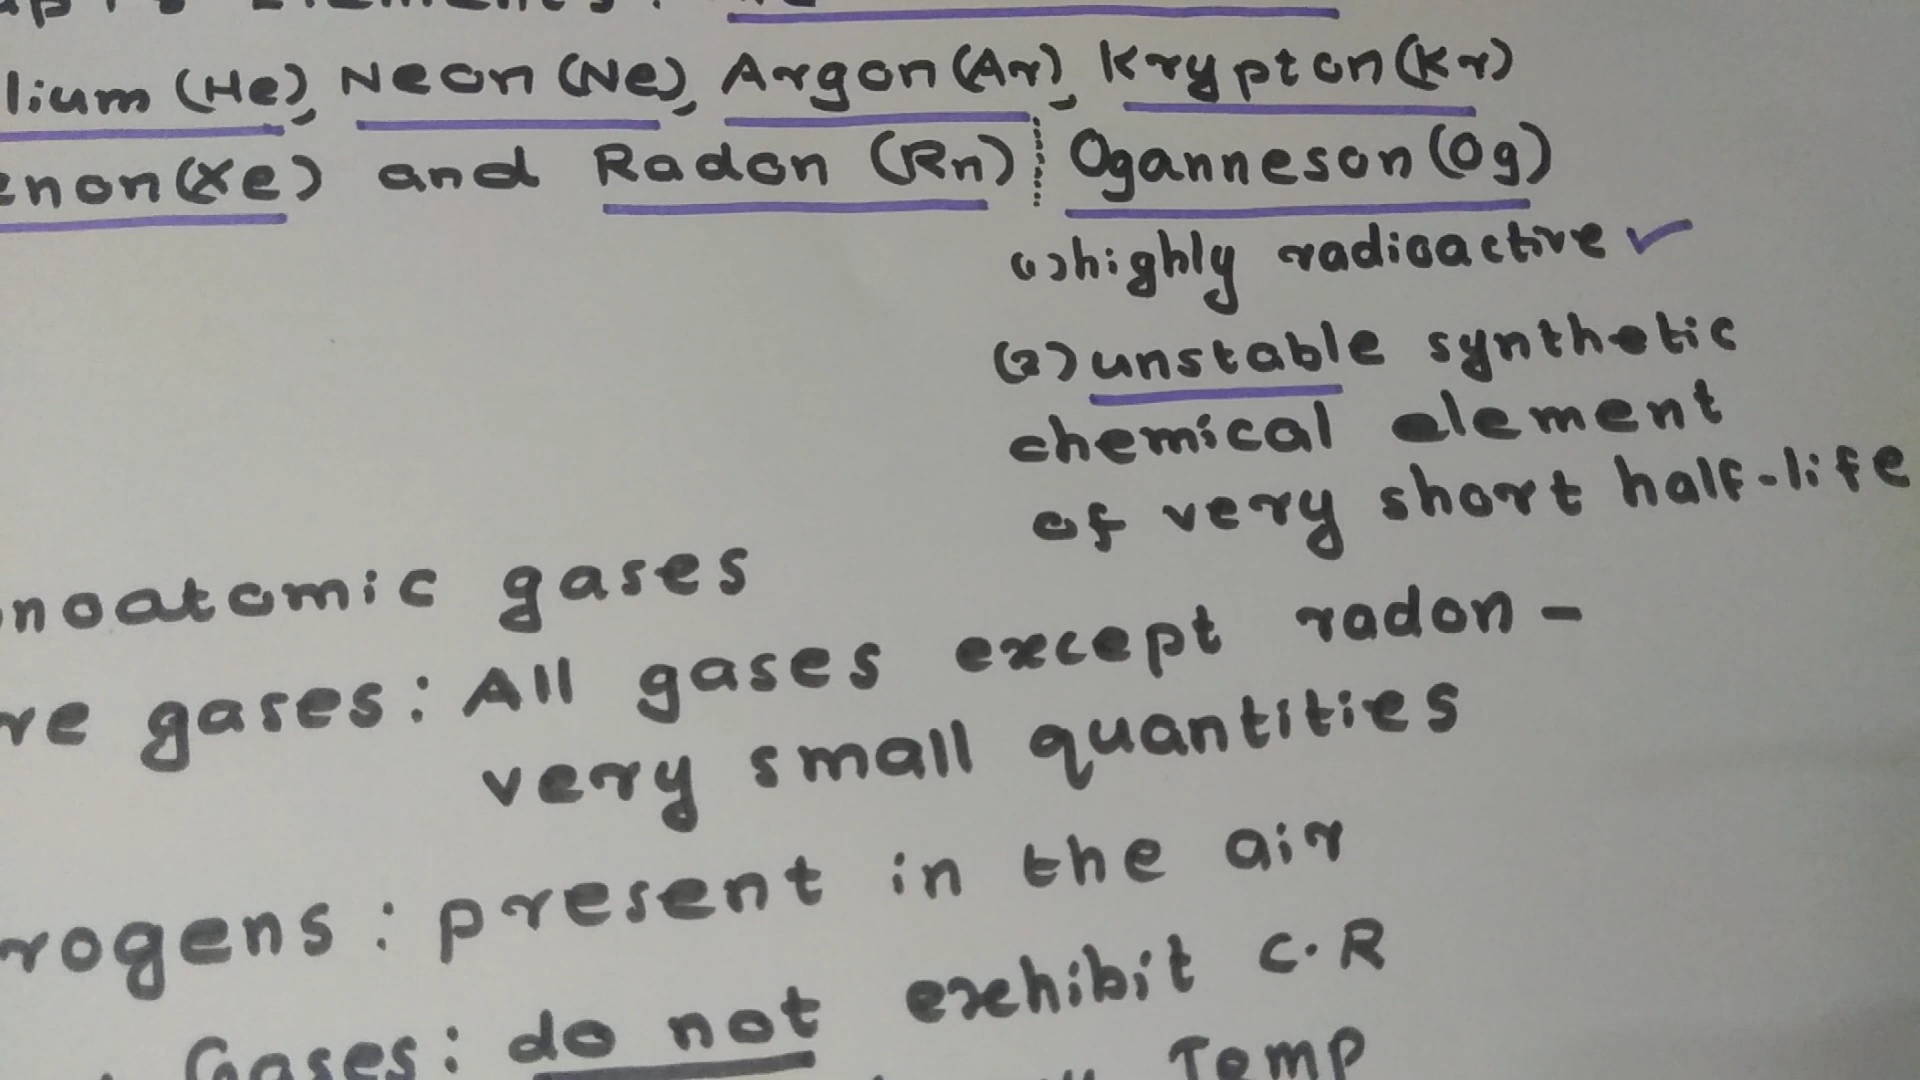 lium (He), Neon (Ne), Argon (Ar), Krypton (Kr)
enon (Xe) and Radon (Rn) Oganneson (Og)
(1) highly radioactive ✓
(2) unstable synthetic
chemical element
of very short half-life
noatomic gases
re gases: All gases except radon -
very small quantities
rogens: present in the air
Gases: do not exhibit C.R
Temp